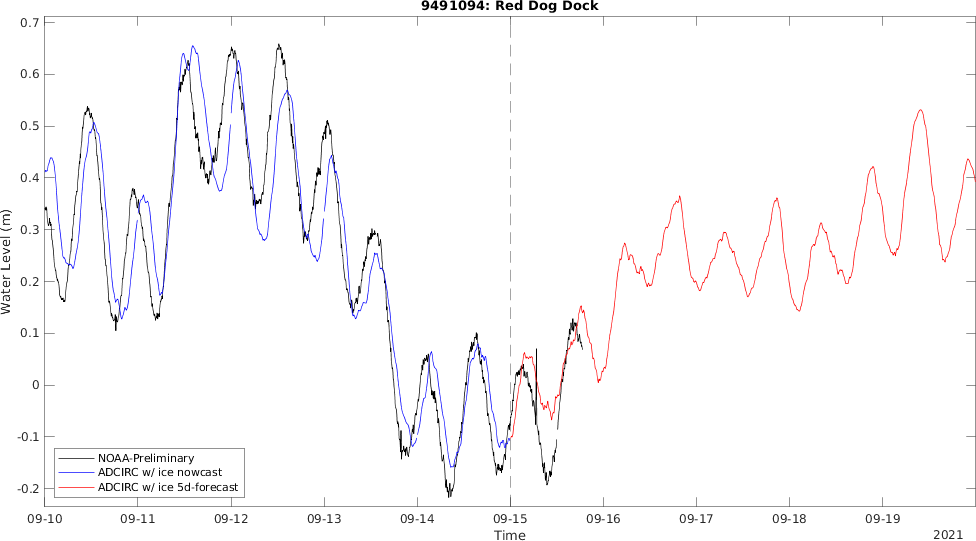 9491094: Red Dog Dock
Water Level (m)
0.7
0.6
0.5
0.4
0.3
0.2
0.1
0
-0.1
-0.2
NOAA-Preliminary
ADCIRC w/ ice nowcast
ADCIRC w/ ice 5d-forecast
09-10 09-11 09-12 09-13 09-14 09-15 09-16 09-17 09-18 09-19
Time
2021